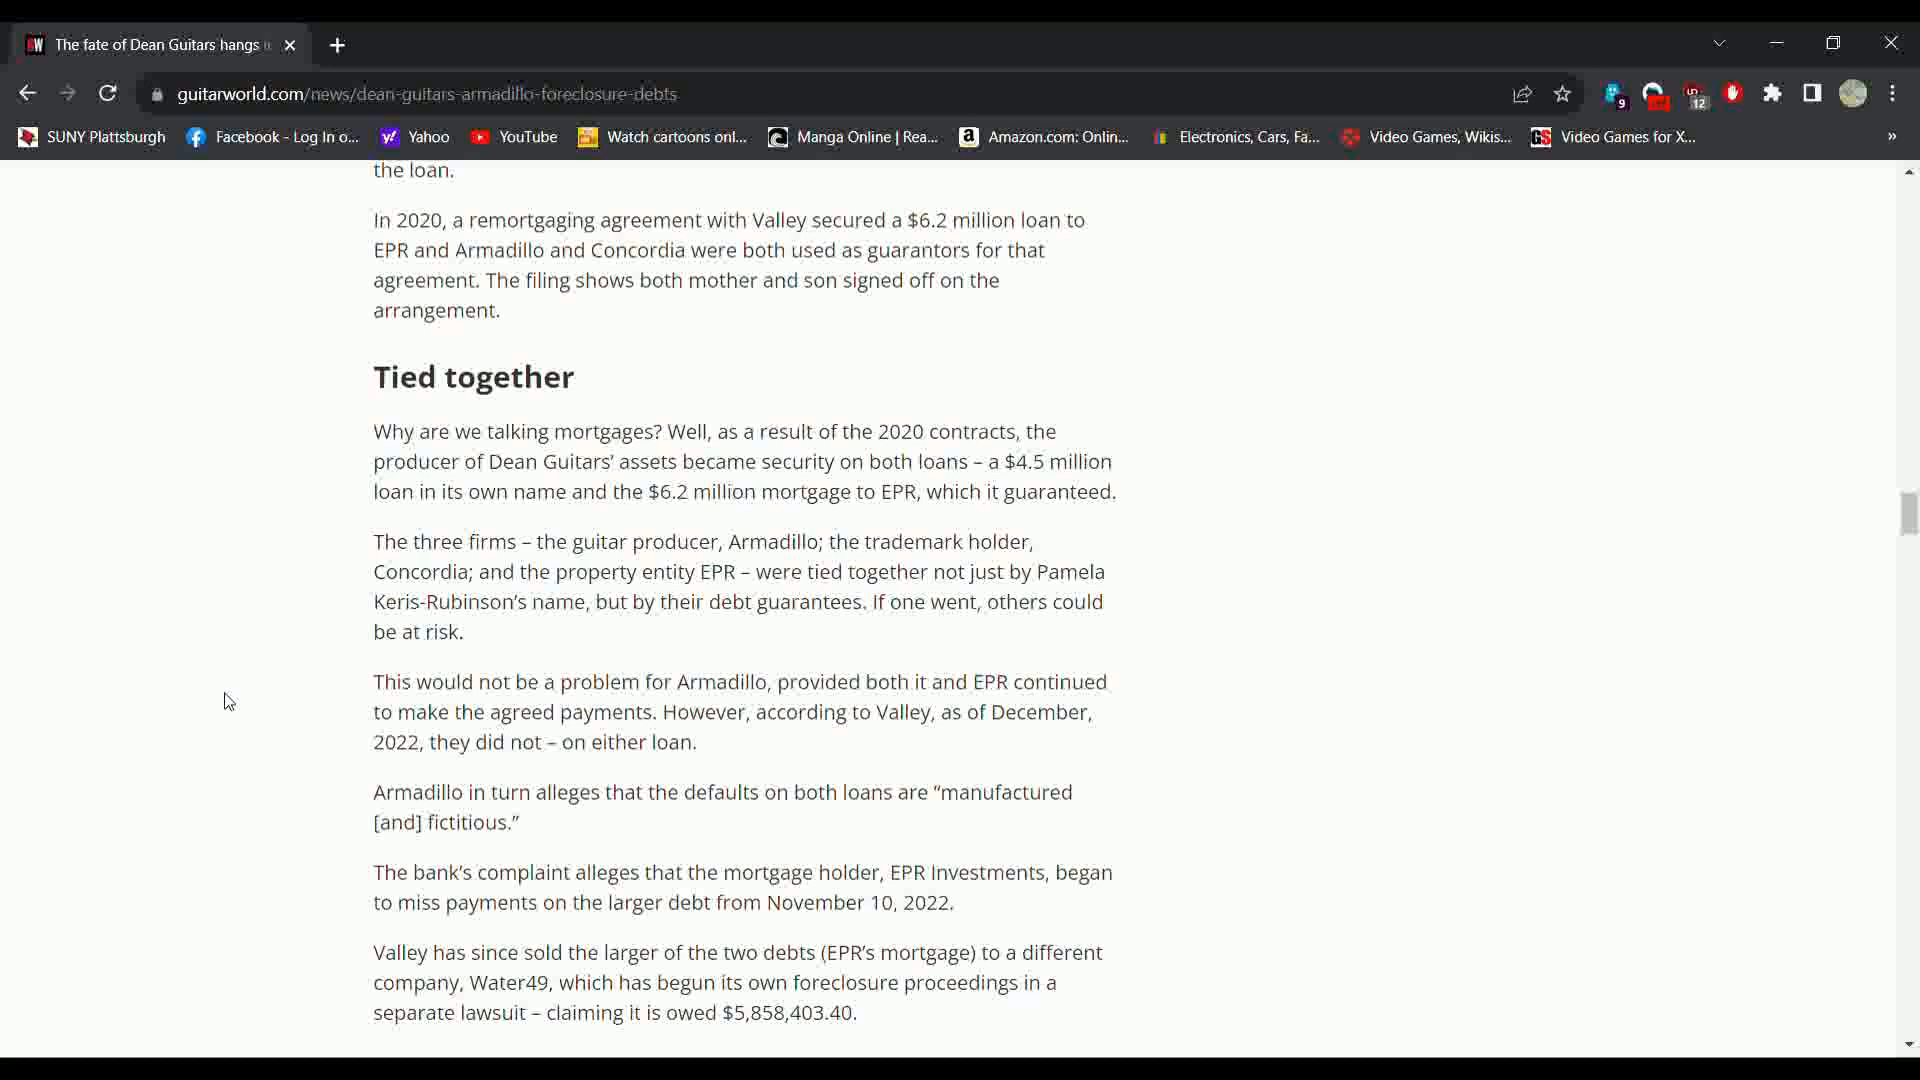 The fate of Dean Guitars hangs
guitarworld.com/news/dean-guitars-armadillo-foreclosure-debts
9
12
SUNY Plattsburgh
Facebook - Log In o...
Yahoo
YouTube
Watch cartoons onl...
Manga Online | Rea...
Amazon.com: Onlin...
Electronics, Cars, Fa...
Video Games, Wikis...
Video Games for X...
the loan.
In 2020, a remortgaging agreement with Valley secured a $6.2 million loan to
EPR and Armadillo and Concordia were both used as guarantors for that
agreement. The filing shows both mother and son signed off on the
arrangement.
Tied together
Why are we talking mortgages? Well, as a result of the 2020 contracts, the
producer of Dean Guitars’ assets became security on both loans – a $4.5 million
loan in its own name and the $6.2 million mortgage to EPR, which it guaranteed.
The three firms – the guitar producer, Armadillo; the trademark holder,
Concordia; and the property entity EPR – were tied together not just by Pamela
Keris-Rubinson’s name, but by their debt guarantees. If one went, others could
be at risk.
This would not be a problem for Armadillo, provided both it and EPR continued
to make the agreed payments. However, according to Valley, as of December,
2022, they did not – on either loan.
Armadillo in turn alleges that the defaults on both loans are “manufactured
[and] fictitious.”
The bank’s complaint alleges that the mortgage holder, EPR Investments, began
to miss payments on the larger debt from November 10, 2022.
Valley has since sold the larger of the two debts (EPR’s mortgage) to a different
company, Water49, which has begun its own foreclosure proceedings in a
separate lawsuit – claiming it is owed $5,858,403.40.